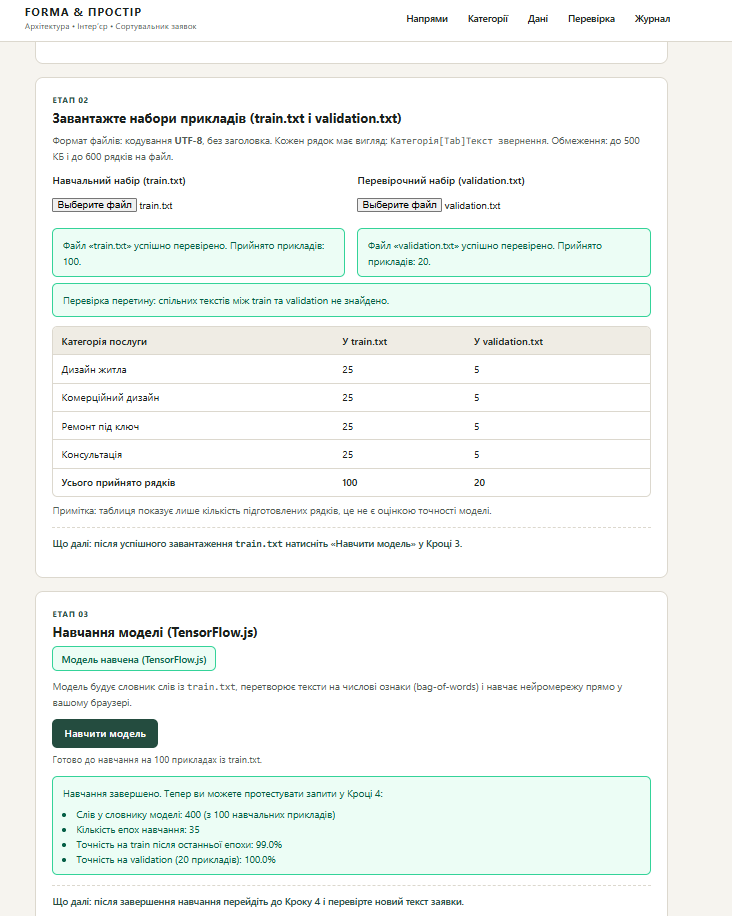 FORMA & ПРОСТІР
Архітектура • Інтер'єр • Сортувальник заявок
Напрями
Категорії
Дані
Перевірка
Журнал
ЕТАП 02
Завантажте набори прикладів (train.txt і validation.txt)
Формат файлів: кодування UTF-8, без заголовка. Кожен рядок має вигляд: Категорія[Tab]Текст звернення. Обмеження: до 500
КБ і до 600 рядків на файл.
Навчальний набір (train.txt)
Перевірочний набір (validation.txt)
Выберите файл train.txt
Выберите файл validation.txt
Файл «train.txt» успішно перевірено. Прийнято прикладів:
100.
Файл «validation.txt» успішно перевірено. Прийнято
прикладів: 20.
Перевірка перетину: спільних текстів між train та validation не знайдено.
Категорія послуги У train.txt У validation.txt
Дизайн житла 25 5
Комерційний дизайн 25 5
Ремонт під ключ 25 5
Консультація 25 5
Усього прийнято рядків 100 20
Примітка: таблиця показує лише кількість підготовлених рядків, це не є оцінкою точності моделі.
Що далі: після успішного завантаження train.txt натисніть «Навчити модель» у Кроці 3.
ЕТАП 03
Навчання моделі (TensorFlow.js)
Модель навчена (TensorFlow.js)
Модель будує словник слів із train.txt, перетворює тексти на числові ознаки (bag-of-words) і навчає нейромережу прямо у
вашому браузері.
Навчити модель
Готово до навчання на 100 прикладах із train.txt.
Навчання завершено. Тепер ви можете протестувати запити у Кроці 4:
• Слів у словнику моделі: 400 (з 100 навчальних прикладів)
• Кількість епох навчання: 35
• Точність на train після останньої епохи: 99.0%
• Точність на validation (20 прикладів): 100.0%
Що далі: після завершення навчання перейдіть до Кроку 4 і перевірте новий текст заявки.